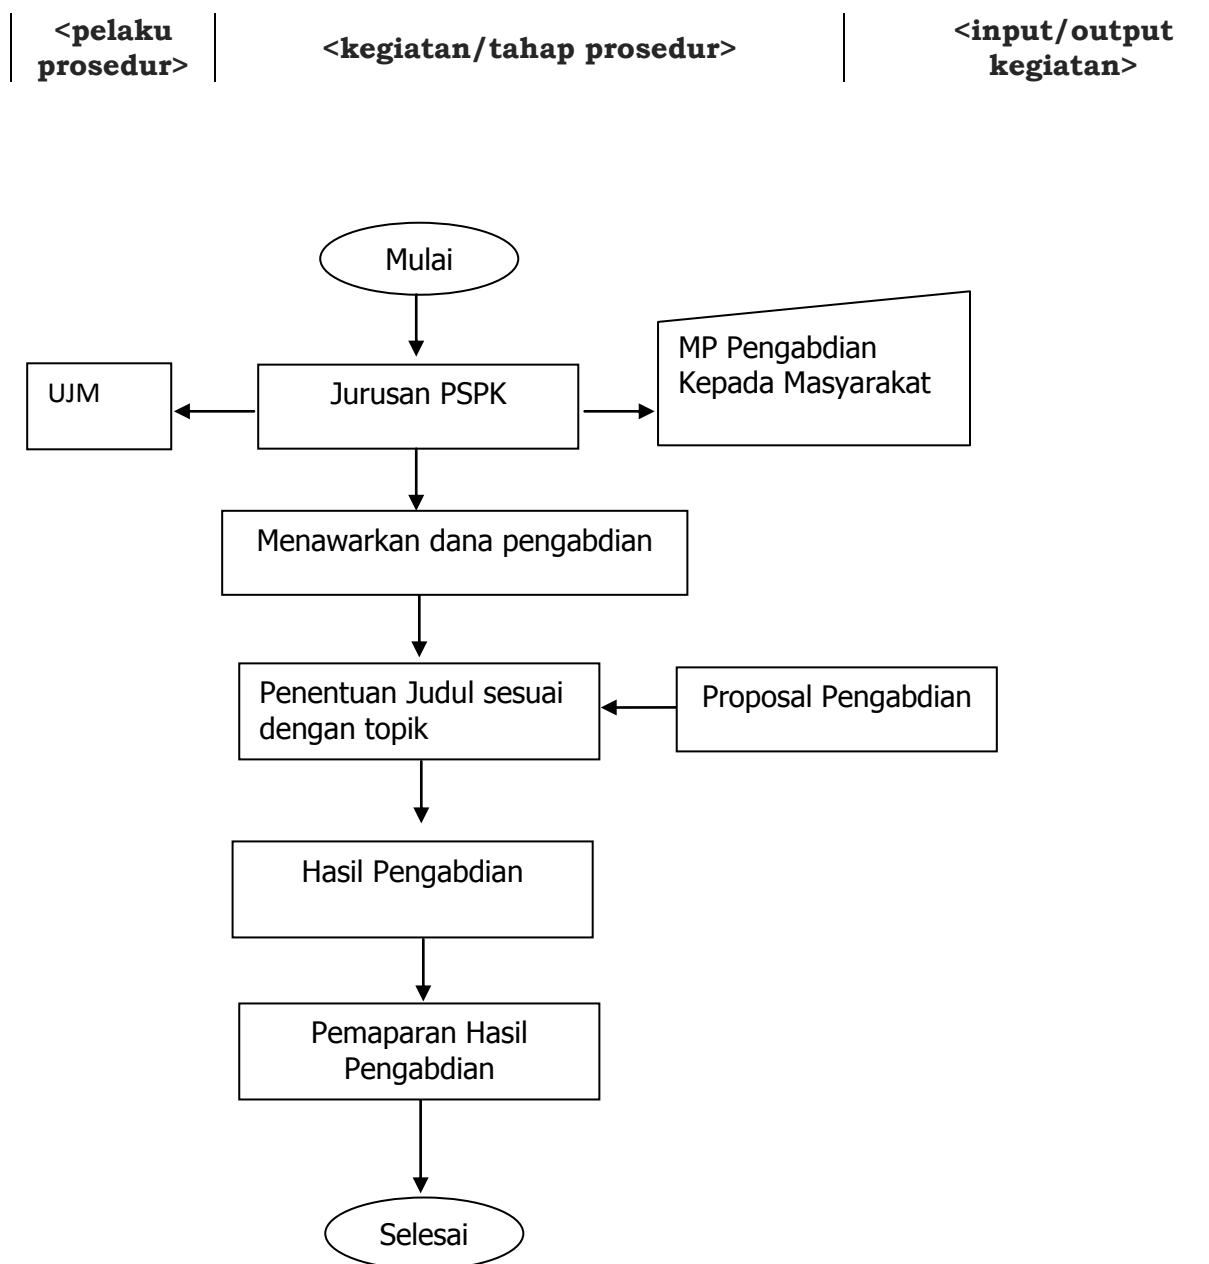 <pelaku
prosedur>
<kegiatan/tahap prosedur>
<input/output
kegiatan>
Mulai
UJM
Jurusan PSPK
MP Pengabdian
Kepada Masyarakat
Menawarkan dana pengabdian
Penentuan Judul sesuai
dengan topik
Proposal Pengabdian
Hasil Pengabdian
Pemaparan Hasil
Pengabdian
Selesai